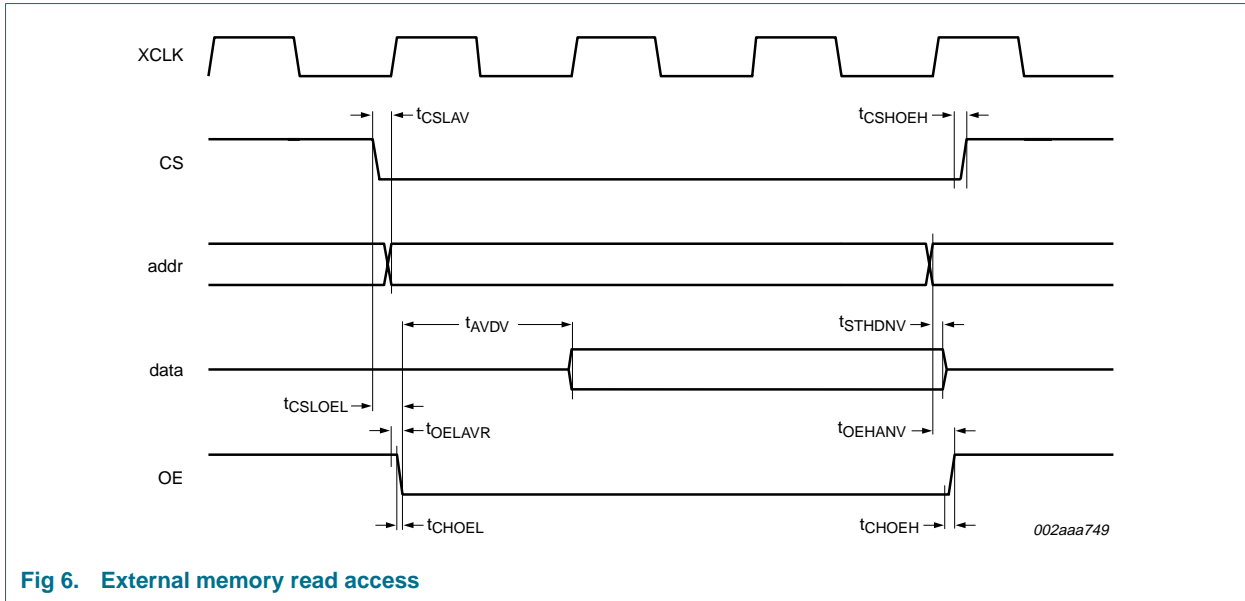 XCLK
tCSLAV
tCSHOEH
CS
addr
tAVDV
tSTHDNV
data
tCSLOEL
tOELAVR
tOEHANV
OE
tCHOEL
tCHOEH
002aaa749
Fig 6. External memory read access